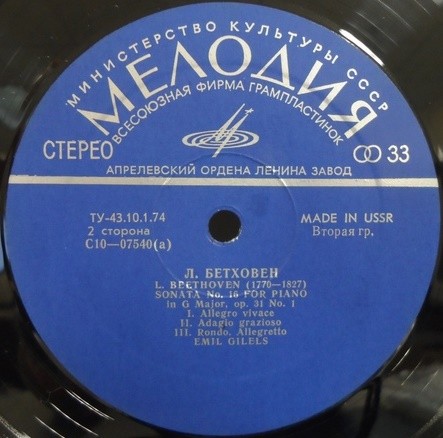 МИНИСТЕРСТВО КУЛЬТУРЫ СССР
МЕЛОДИЯ
ВСЕСОЮЗНАЯ ФИРМА ГРАМПЛАСТИНОК
СТЕРЕО 33
АПРЕЛЕВСКИЙ ОРДЕНА ЛЕНИНА ЗАВОД
ТУ-43.10.1.74 MADE IN USSR
2 сторона Вторая гр.
С10—07540(а)
Л. БЕТХОВЕН
L. BEETHOVEN (1770—1827)
SONATA No. 16 FOR PIANO
in G Major, op. 31 No. 1
I. Allegro vivace
II. Adagio grazioso
III. Rondo. Allegretto
EMIL GILELS